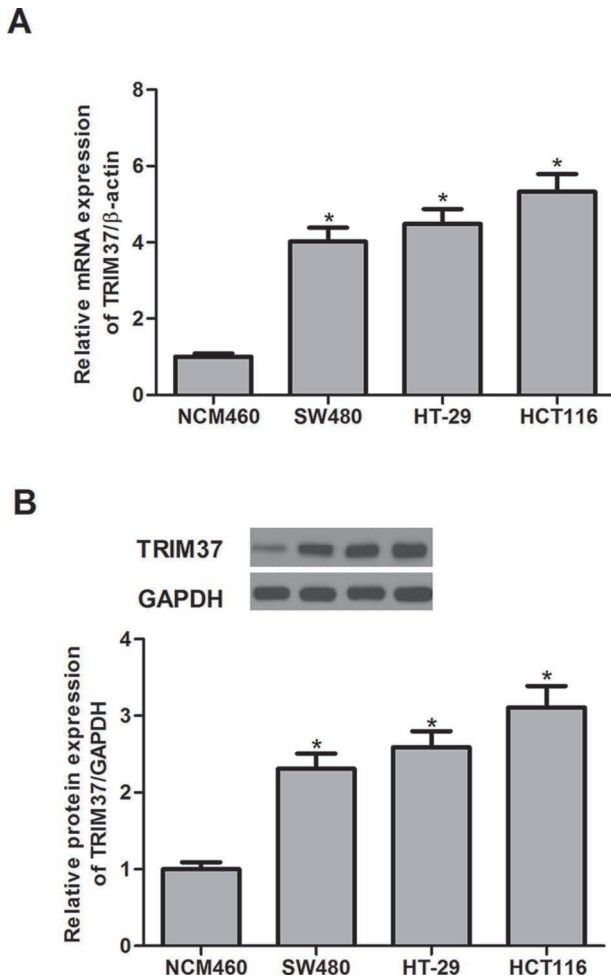 A
Relative mRNA expression
of TRIM37/β-actin
8
6
4
2
0
*
*
*
NCM460 SW480 HT-29 HCT116
B
TRIM37
GAPDH
Relative protein expression
of TRIM37/GAPDH
4
3
2
1
0
*
*
*
NCM460 SW480 HT-29 HCT116